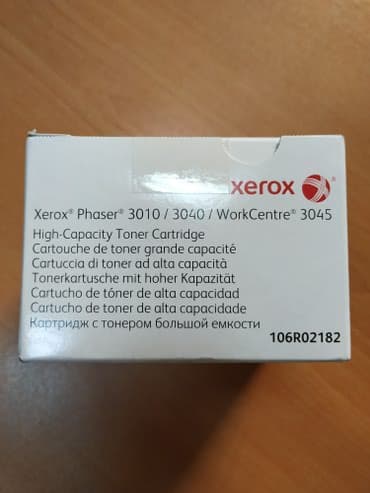 xerox
Xerox® Phaser® 3010 / 3040 / WorkCentre® 3045
High-Capacity Toner Cartridge
Cartouche de toner grande capacité
Cartuccia di toner ad alta capacità
Tonerkartusche mit hoher Kapazität
Cartucho de tóner de alta capacidad
Cartucho de toner de alta capacidade
Картридж с тонером большой емкости
106R02182